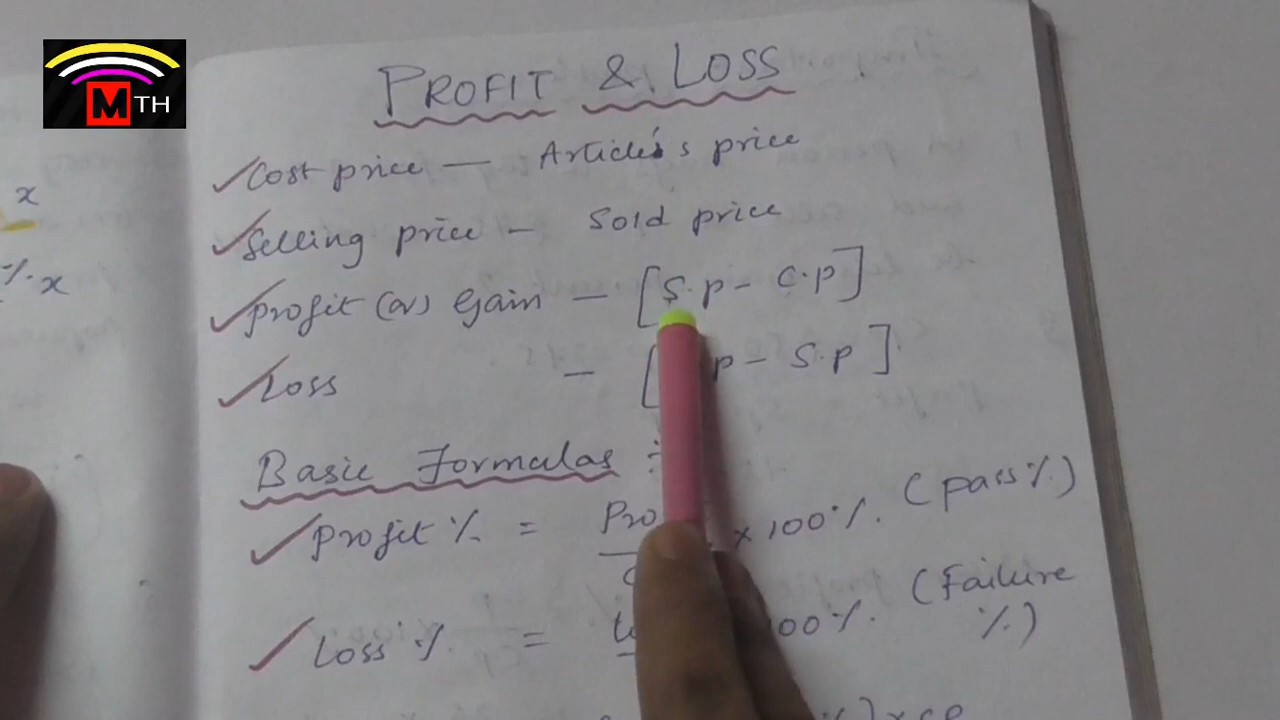 MTH
PROFIT & LOSS
Cost price — Article's price
Selling price – Sold price
Profit (or) Gain – [S.p – C.p]
Loss – [ p – S.p]
Basic Formulas :
Profit % = Pro × 100%. (pass%)
Loss % = 00%. (Failure
%)
x
%. x